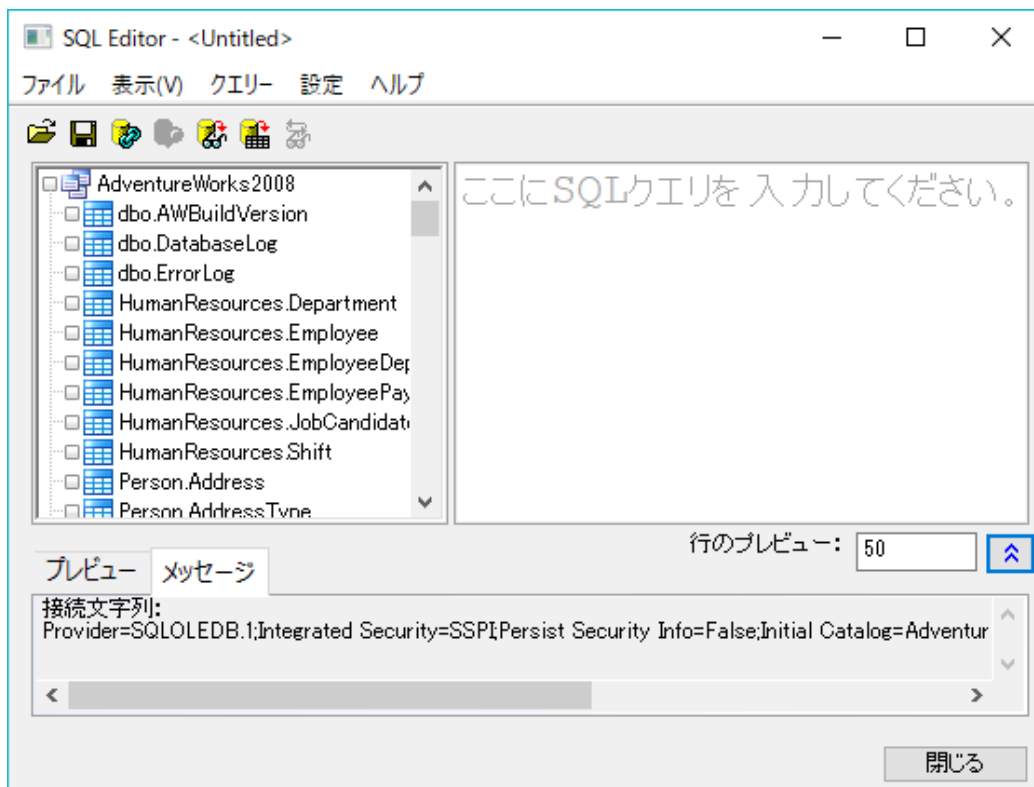 SQL Editor - <Untitled>
ファイル 表示(V) クエリー 設定 ヘルプ
AdventureWorks2008
dbo.AWBuildVersion
dbo.DatabaseLog
dbo.ErrorLog
HumanResources.Department
HumanResources.Employee
HumanResources.EmployeeDep
HumanResources.EmployeePay
HumanResources.JobCandidat
HumanResources.Shift
Person.Address
Person.AddressType
ここにSQLクエリを入力してください。
行のプレビュー: 50
プレビュー メッセージ
接続文字列:
Provider=SQLOLEDB.1;Integrated Security=SSPI;Persist Security Info=False;Initial Catalog=Adventur
閉じる